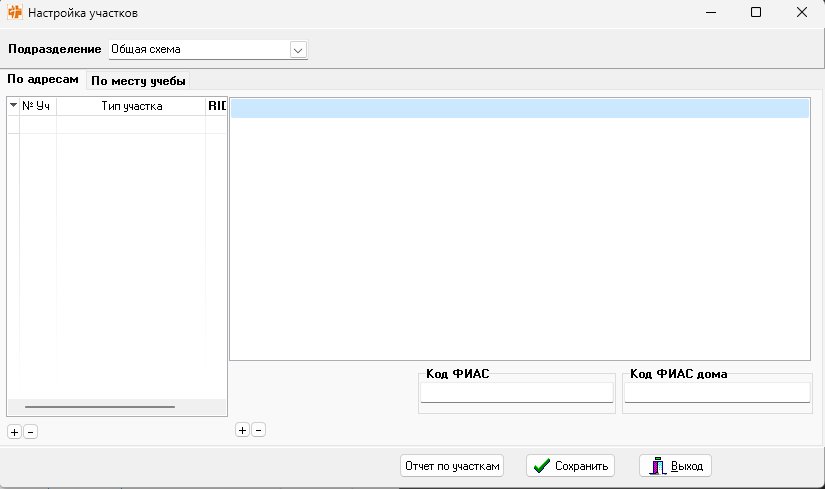 Настройка участков
Подразделение Общая схема
По адресам По месту учебы
№ Уч Тип участка RID
Код ФИАС Код ФИАС дома
+ - + -
Отчет по участкам Сохранить Выход